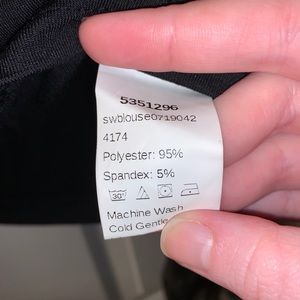 5351296
swblouse0719042
4174
Polyester: 95%
Spandex: 5%
30°
Machine Wash
Cold Gentle